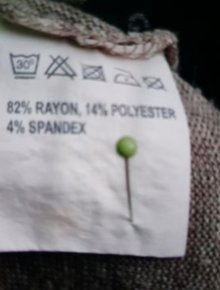 30°
82% RAYON, 14% POLYESTER
4% SPANDEX